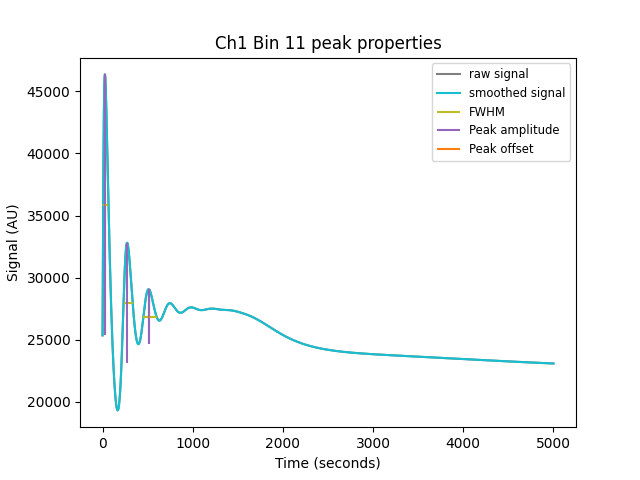 Ch1 Bin 11 peak properties
raw signal
smoothed signal
FWHM
Peak amplitude
Peak offset
Signal (AU)
45000
40000
35000
30000
25000
20000
0 1000 2000 3000 4000 5000
Time (seconds)